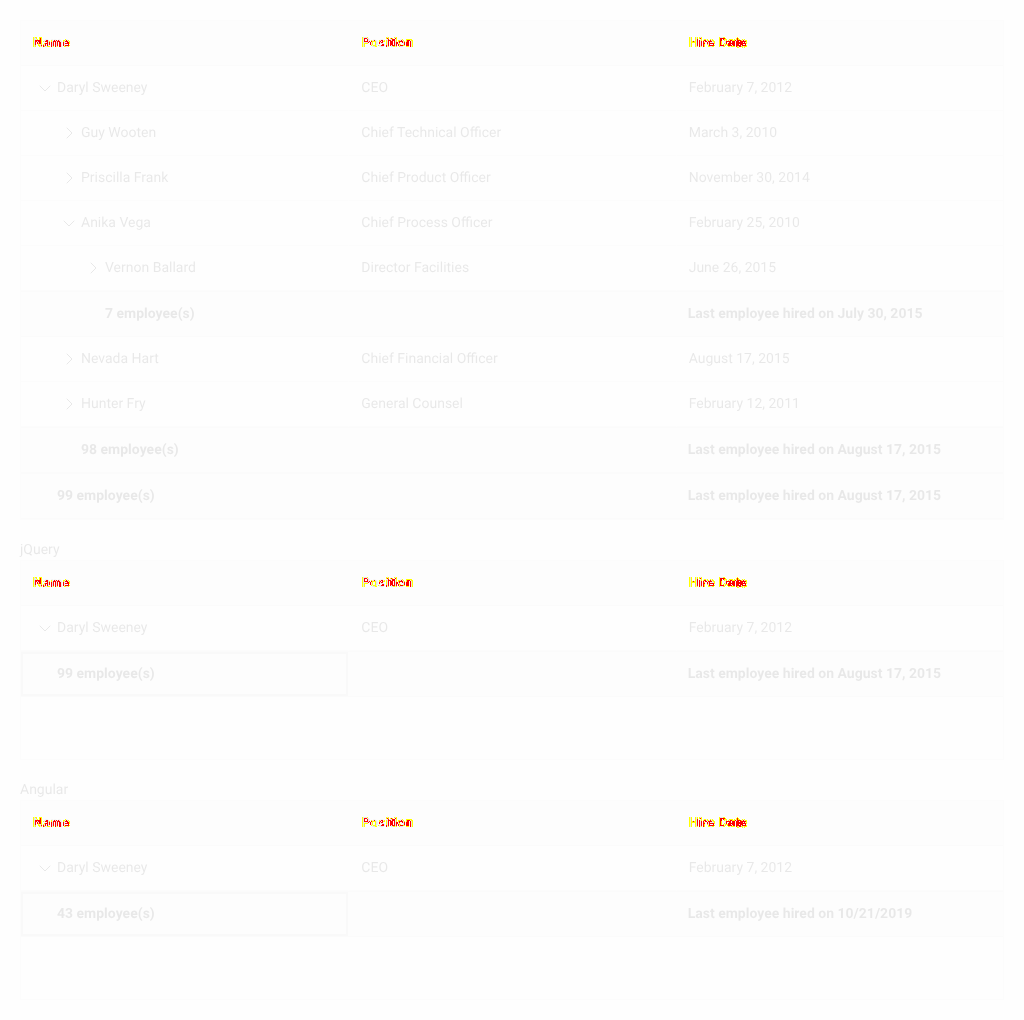 Name Position Hire Date
Daryl Sweeney CEO February 7, 2012
Guy Wooten Chief Technical Officer March 3, 2010
Priscilla Frank Chief Product Officer November 30, 2014
Anika Vega Chief Process Officer February 25, 2010
Vernon Ballard Director Facilities June 26, 2015
7 employee(s) Last employee hired on July 30, 2015
Nevada Hart Chief Financial Officer August 17, 2015
Hunter Fry General Counsel February 12, 2011
98 employee(s) Last employee hired on August 17, 2015
99 employee(s) Last employee hired on August 17, 2015
jQuery
Name Position Hire Date
Daryl Sweeney CEO February 7, 2012
99 employee(s) Last employee hired on August 17, 2015
Angular
Name Position Hire Date
Daryl Sweeney CEO February 7, 2012
43 employee(s) Last employee hired on 10/21/2019